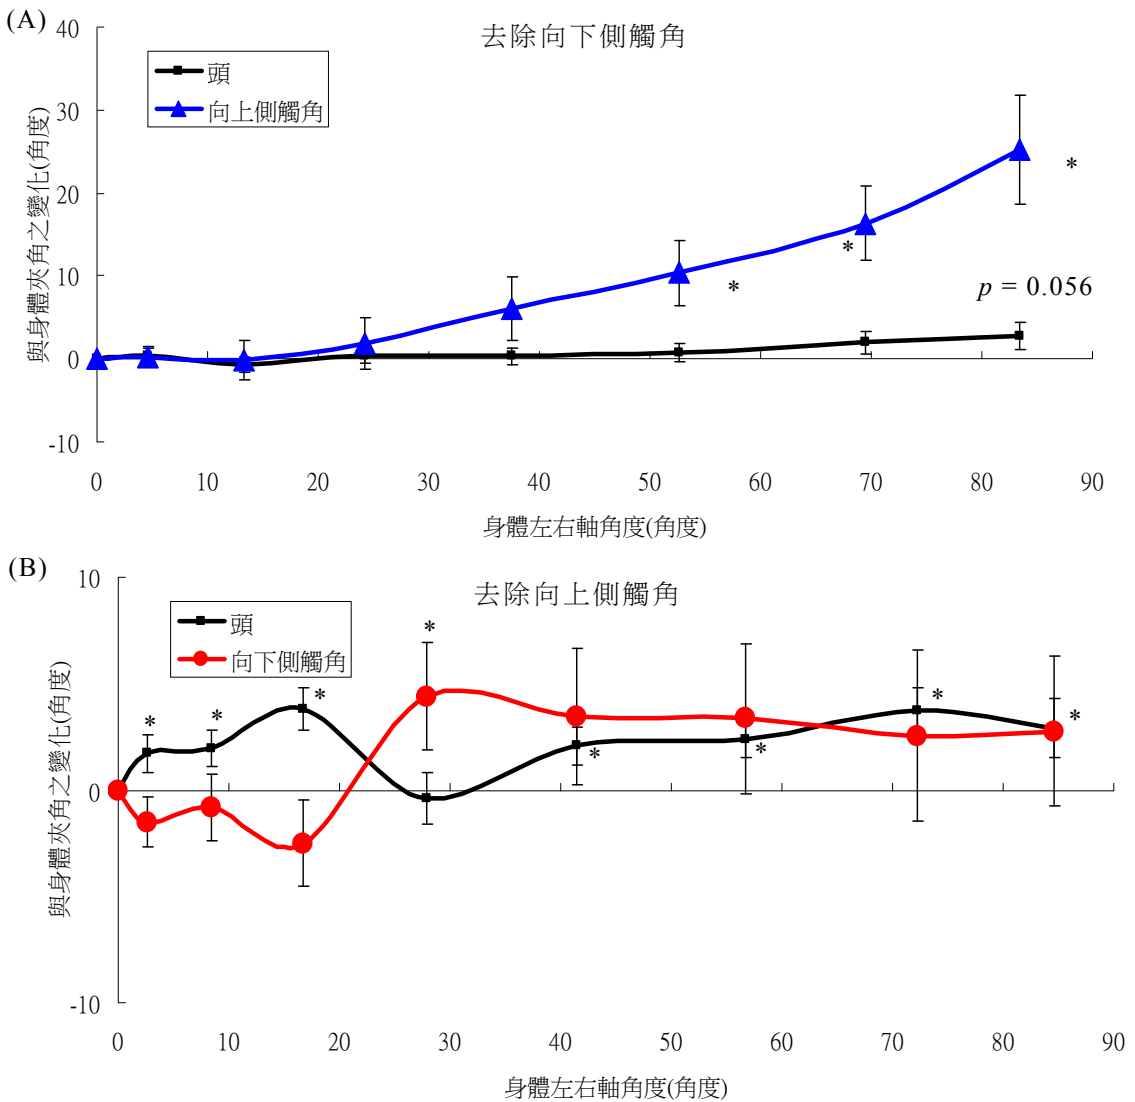 (A)
去除向下側觸角
頭
向上側觸角
與身體夾角之變化(角度)
40
30
20
10
0
-10
*
*
*
p = 0.056
0 10 20 30 40 50 60 70 80 90
身體左右軸角度(角度)
(B)
去除向上側觸角
頭
向下側觸角
與身體夾角之變化(角度)
10
0
-10
* * * * * * * *
0 10 20 30 40 50 60 70 80 90
身體左右軸角度(角度)